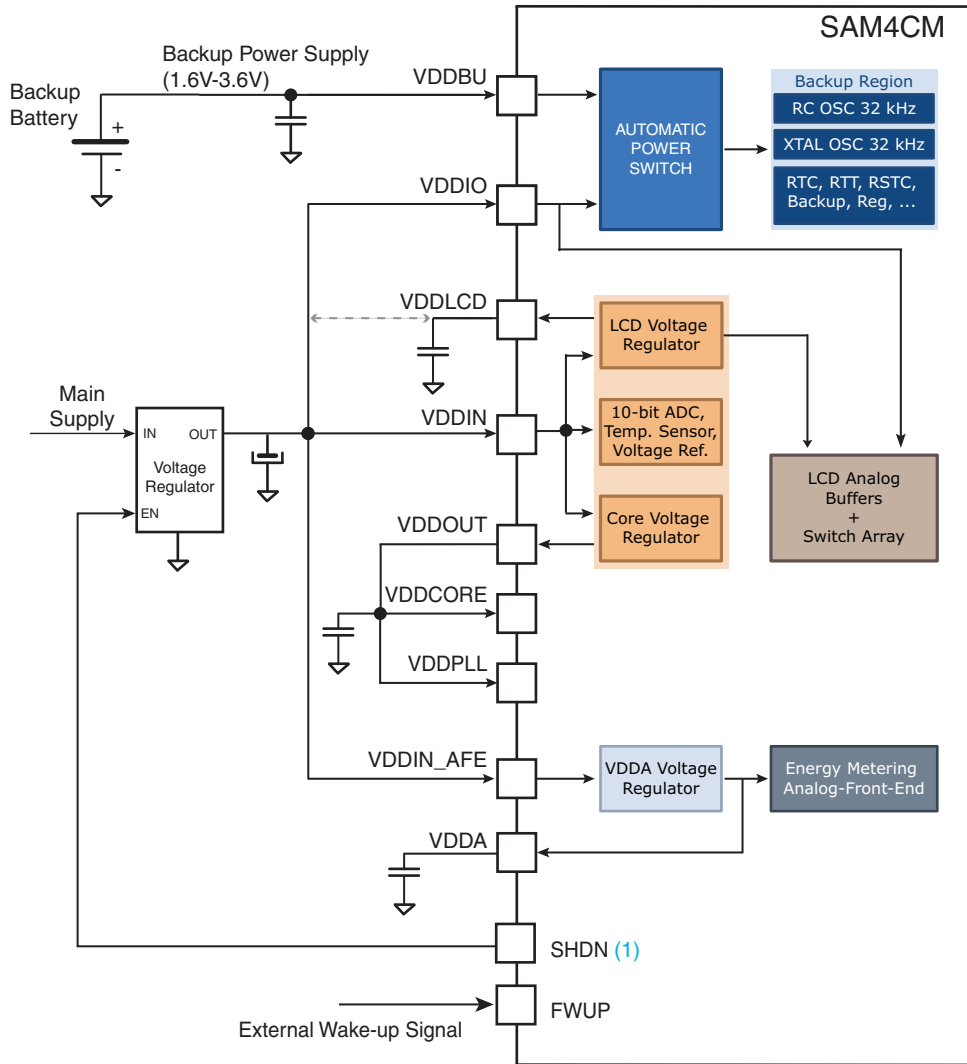 SAM4CM
Backup Power Supply
(1.6V-3.6V)
Backup
Battery
+
-
VDDBU
AUTOMATIC
POWER
SWITCH
Backup Region
RC OSC 32 kHz
XTAL OSC 32 kHz
RTC, RTT, RSTC,
Backup, Reg, ...
VDDIO
VDDLCD
LCD Voltage
Regulator
Main
Supply
IN
OUT
Voltage
Regulator
EN
VDDIN
10-bit ADC,
Temp. Sensor,
Voltage Ref.
LCD Analog
Buffers
+
Switch Array
VDDOUT
Core Voltage
Regulator
VDDCORE
VDDPLL
VDDIN_AFE
VDDA Voltage
Regulator
Energy Metering
Analog-Front-End
VDDA
SHDN (1)
FWUP
External Wake-up Signal